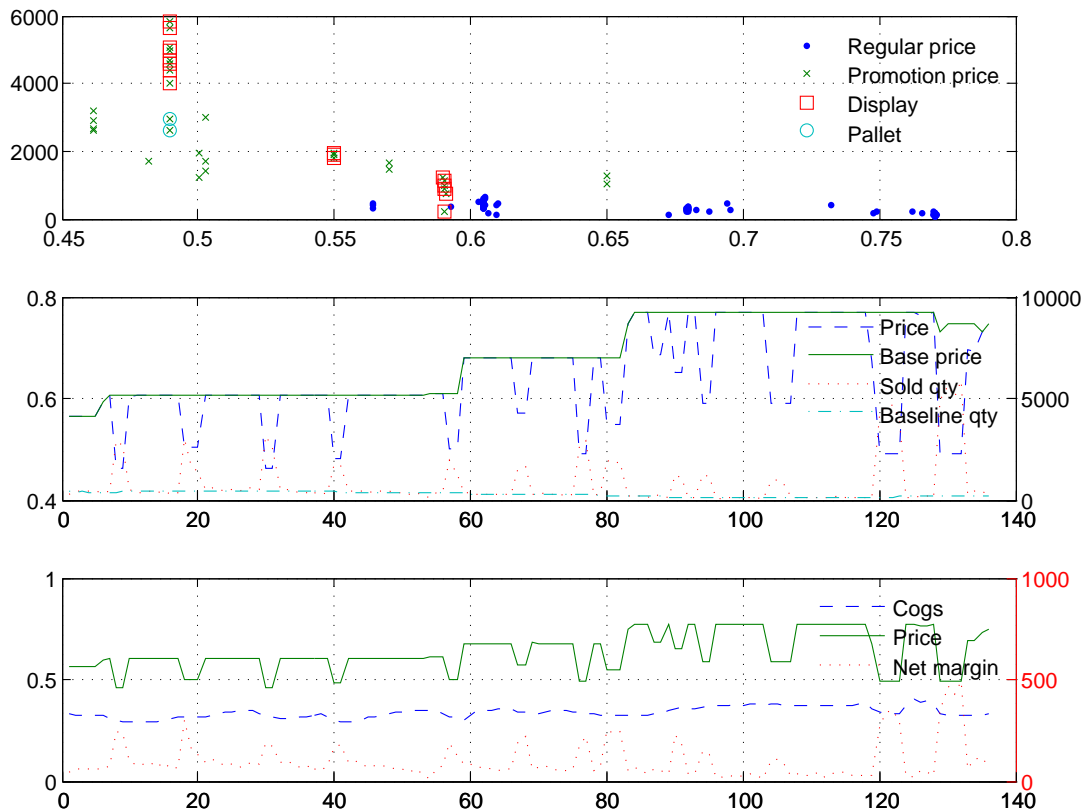 6000
4000
2000
0
0.45 0.5 0.55 0.6 0.65 0.7 0.75 0.8
Regular price
Promotion price
Display
Pallet
0.8
0.6
0.4
10000
5000
0
0 20 40 60 80 100 120 140
Price
Base price
Sold qty
Baseline qty
1
0.5
0
1000
500
0
0 20 40 60 80 100 120 140
Cogs
Price
Net margin